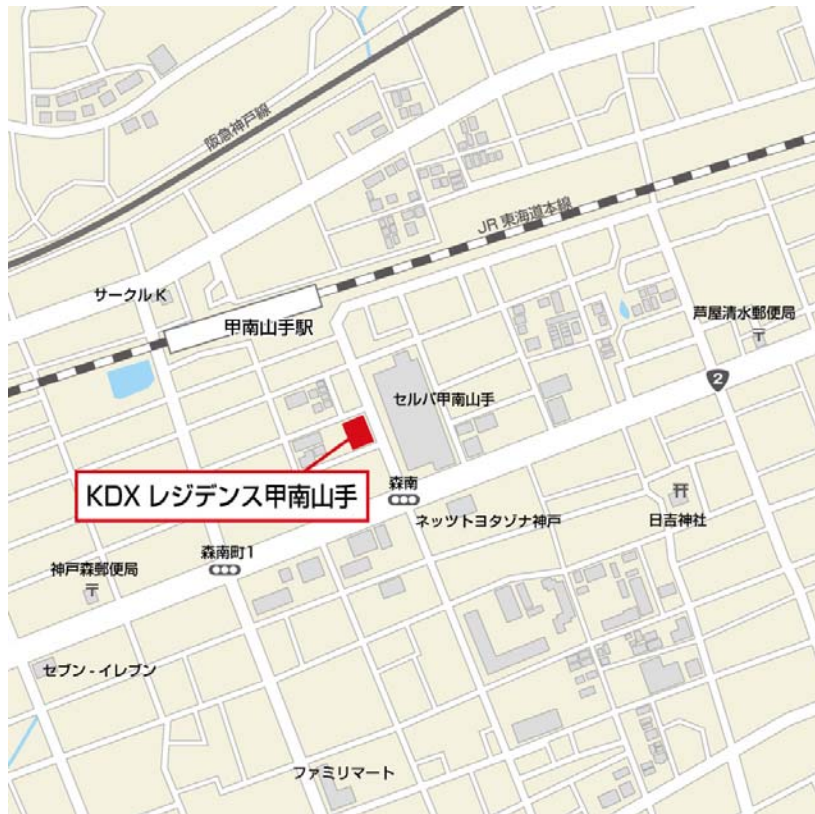 阪急神戸線
JR 東海道本線
サークル K
甲南山手駅
芦屋清水郵便局
〒
2
セルバ甲南山手
KDX レジデンス甲南山手
森南
ネッツトヨタゾナ神戸
日吉神社
森南町1
神戸森郵便局
〒
セブン - イレブン
ファミリマート